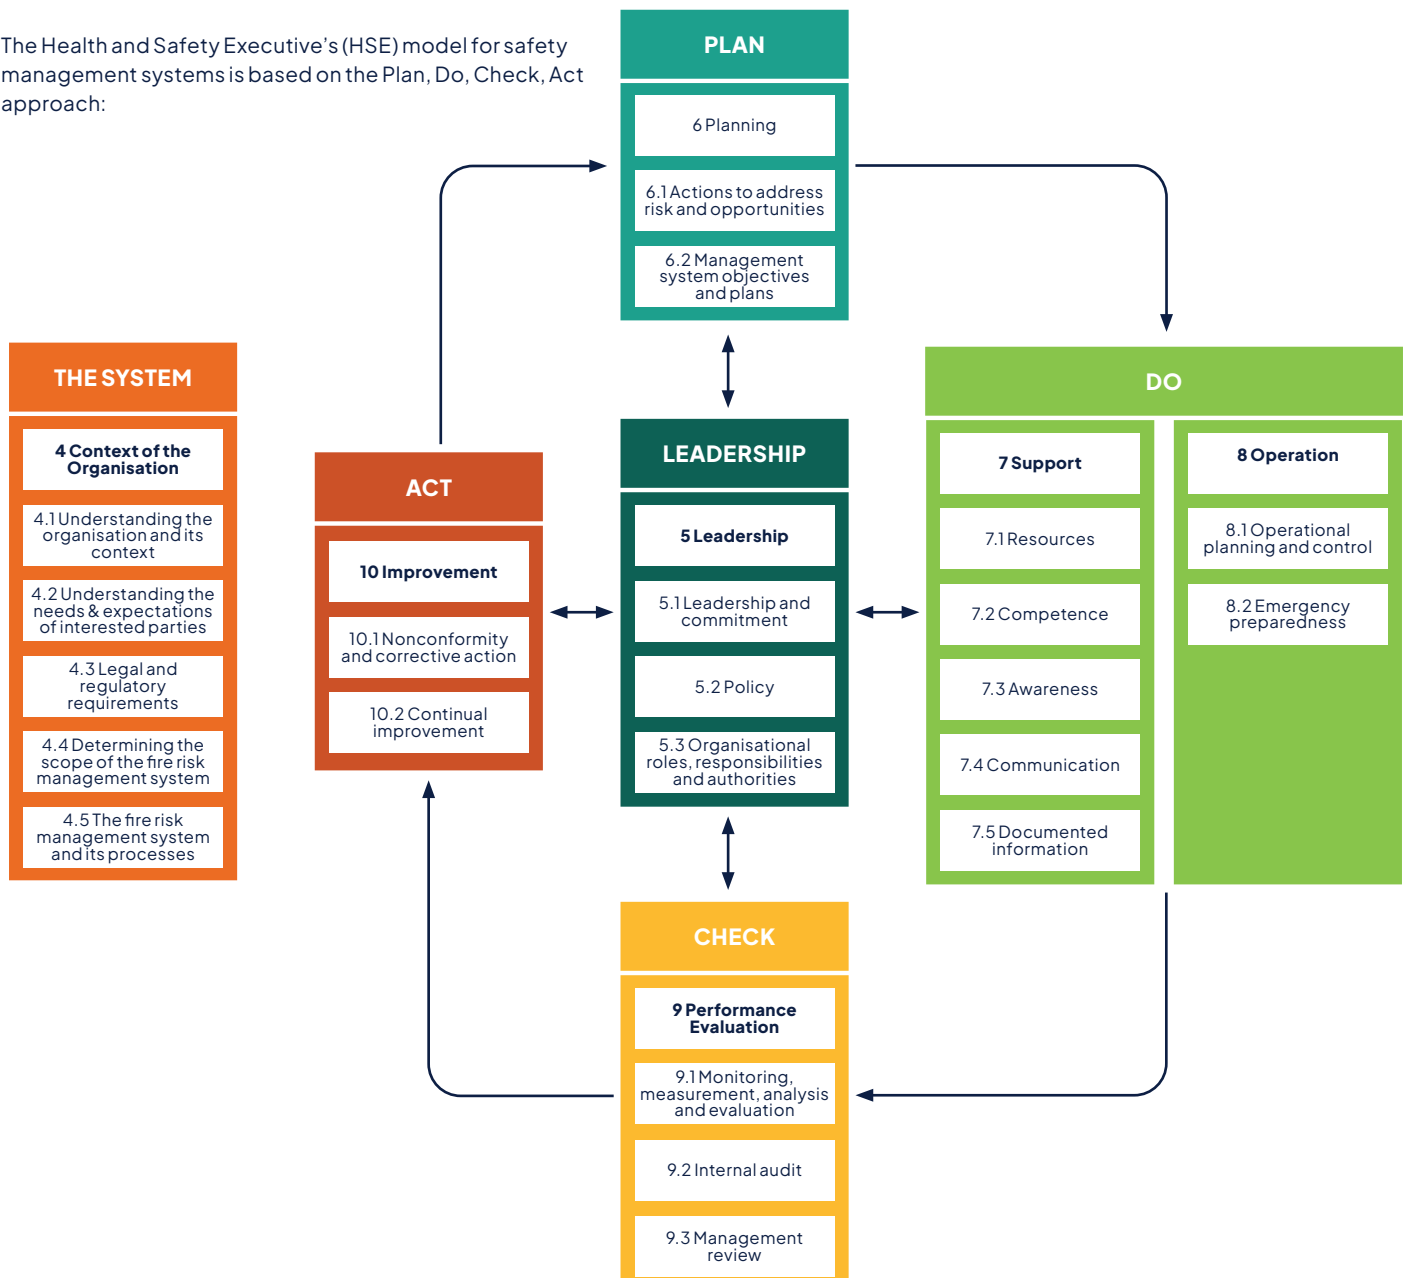 The Health and Safety Executive's (HSE) model for safety
management systems is based on the Plan, Do, Check, Act
approach:
PLAN
6 Planning
6.1 Actions to address
risk and opportunities
6.2 Management
system objectives
and plans
THE SYSTEM
4 Context of the
Organisation
4.1 Understanding the
organisation and its
context
4.2 Understanding the
needs & expectations
of interested parties
4.3 Legal and
regulatory
requirements
4.4 Determining the
scope of the fire risk
management system
4.5 The fire risk
management system
and its processes
ACT
10 Improvement
10.1 Nonconformity
and corrective action
10.2 Continual
improvement
LEADERSHIP
5 Leadership
5.1 Leadership and
commitment
5.2 Policy
5.3 Organisational
roles, responsibilities
and authorities
DO
7 Support
7.1 Resources
7.2 Competence
7.3 Awareness
7.4 Communication
7.5 Documented
information
8 Operation
8.1 Operational
planning and control
8.2 Emergency
preparedness
CHECK
9 Performance
Evaluation
9.1 Monitoring,
measurement, analysis
and evaluation
9.2 Internal audit
9.3 Management
review